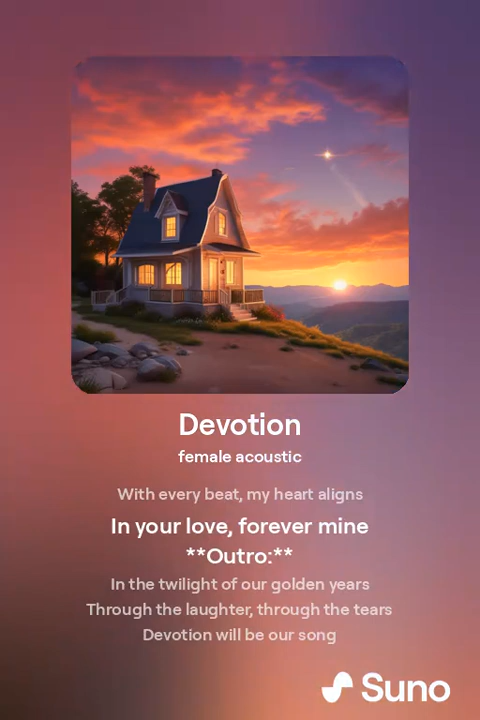 Devotion
female acoustic
With every beat, my heart aligns
In your love, forever mine
**Outro:**
In the twilight of our golden years
Through the laughter, through the tears
Devotion will be our song
Suno